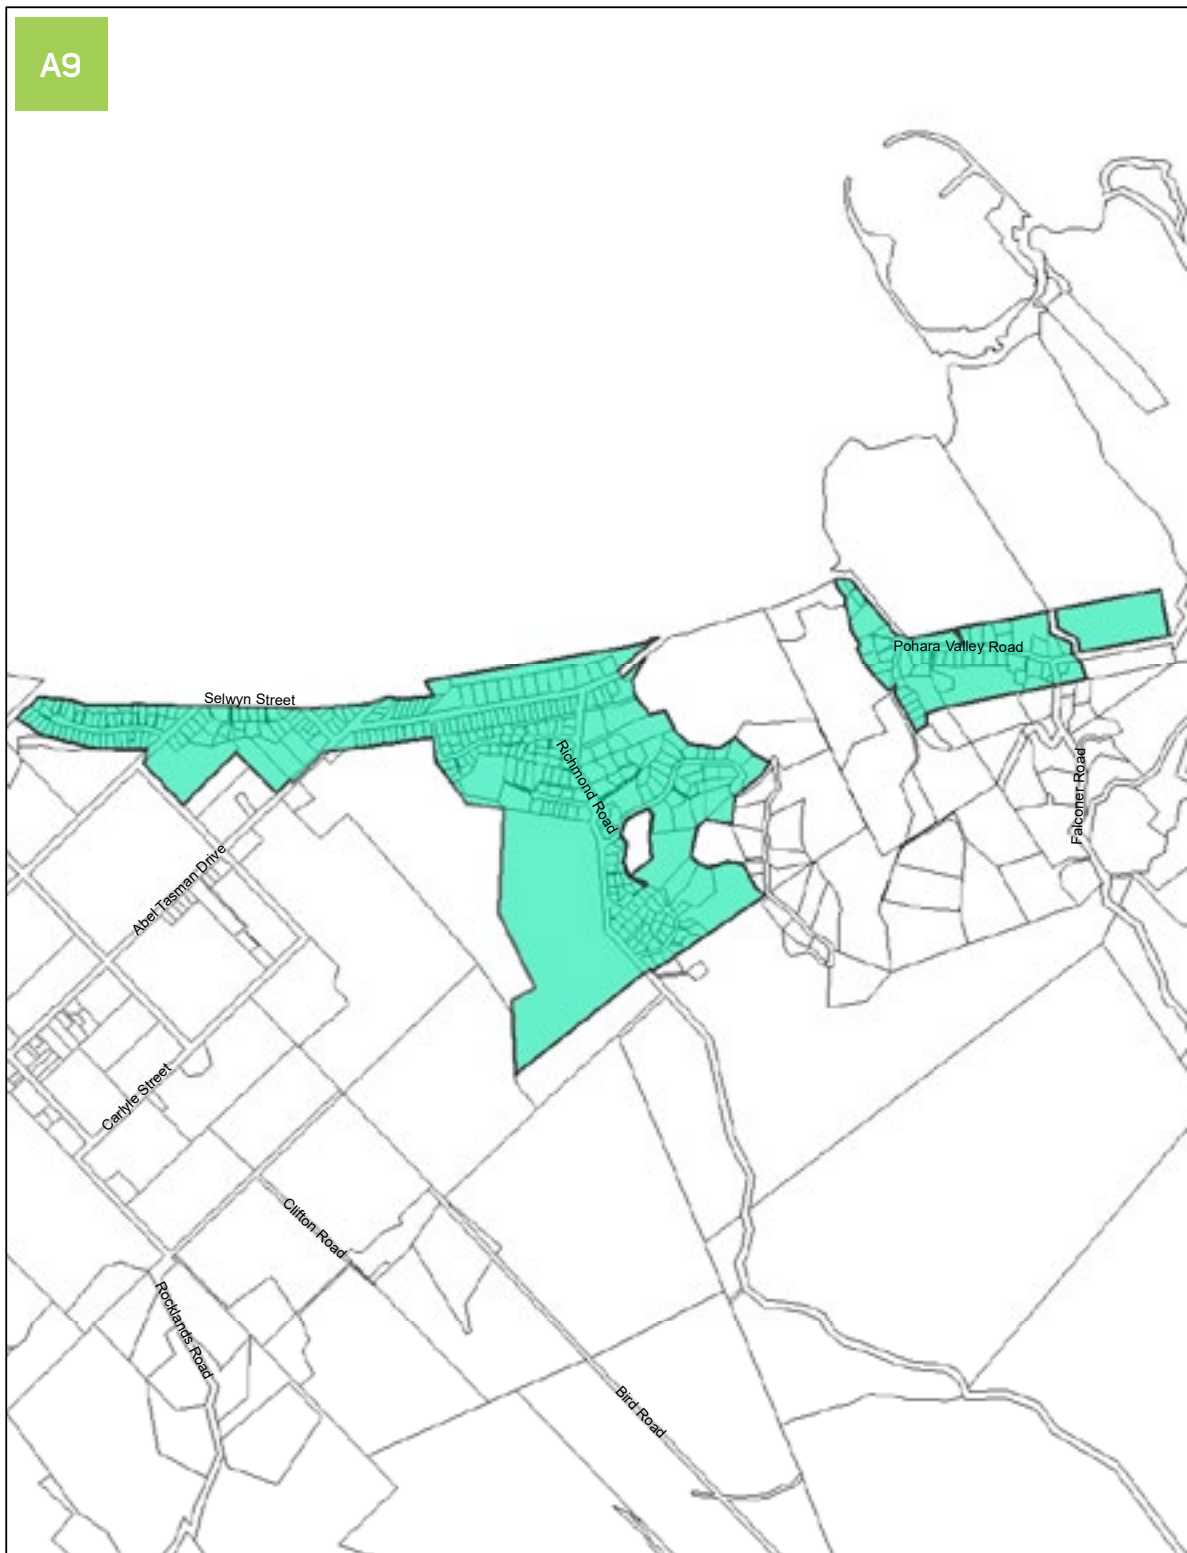 A9
Pohara Valley Road
Selwyn Street
Richmond Road
Falconer Road
Abel Tasman Drive
Carlyle Street
Clifton Road
Rocklands Road
Bird Road